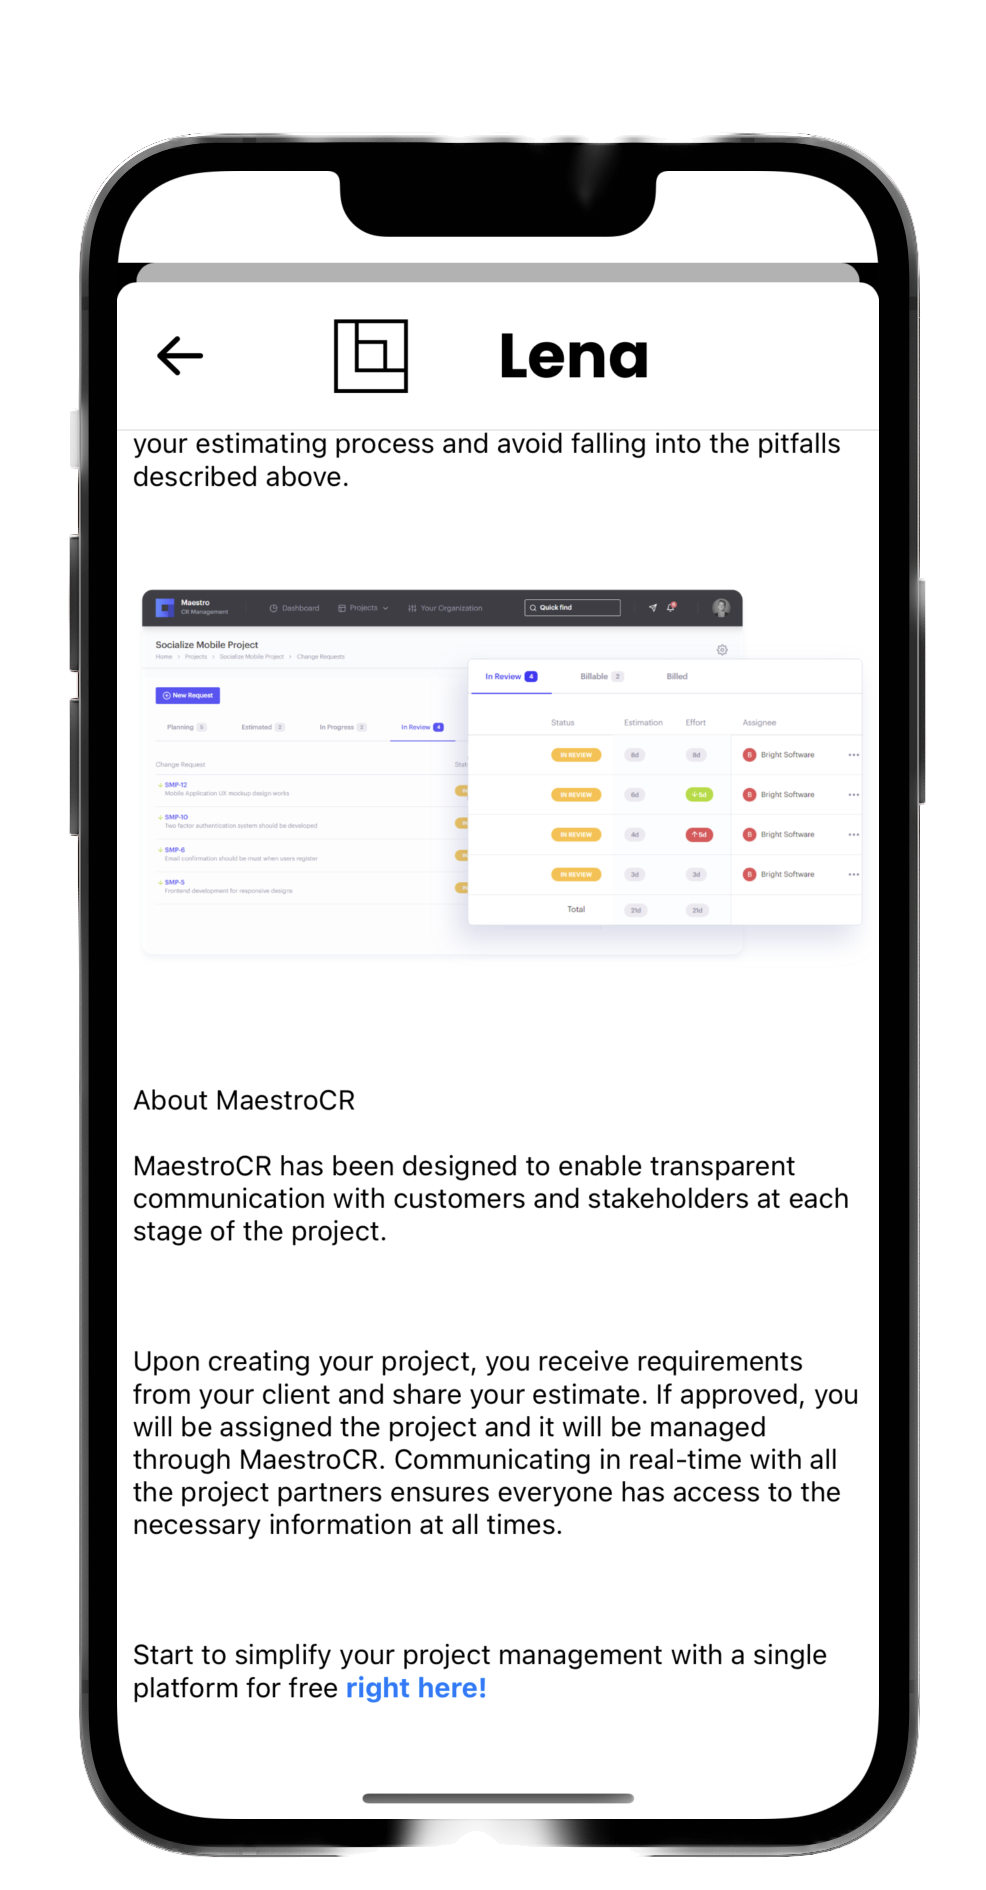 Lena
your estimating process and avoid falling into the pitfalls
described above.
Maestro
CR Management
Dashboard
Projects
Your Organization
Quick find
Socialize Mobile Project
Home > Projects > Socialize Mobile Project > Change Requests
New Request
Planning 5
Estimated 2
In Progress 2
In Review 4
Change Request
SMP-12
Mobile Application UX mockup design works
SMP-10
Two factor authentication system should be developed
SMP-6
Email confirmation should be must when users register
SMP-5
Frontend development for responsive designs
In Review 4
Billable 2
Billed
Status Estimation Effort Assignee
IN REVIEW 8d 8d B Bright Software
IN REVIEW 6d ↓5d B Bright Software
IN REVIEW 4d ↑5d B Bright Software
IN REVIEW 3d 3d B Bright Software
Total 21d 21d
About MaestroCR
MaestroCR has been designed to enable transparent
communication with customers and stakeholders at each
stage of the project.
Upon creating your project, you receive requirements
from your client and share your estimate. If approved, you
will be assigned the project and it will be managed
through MaestroCR. Communicating in real-time with all
the project partners ensures everyone has access to the
necessary information at all times.
Start to simplify your project management with a single
platform for free right here!